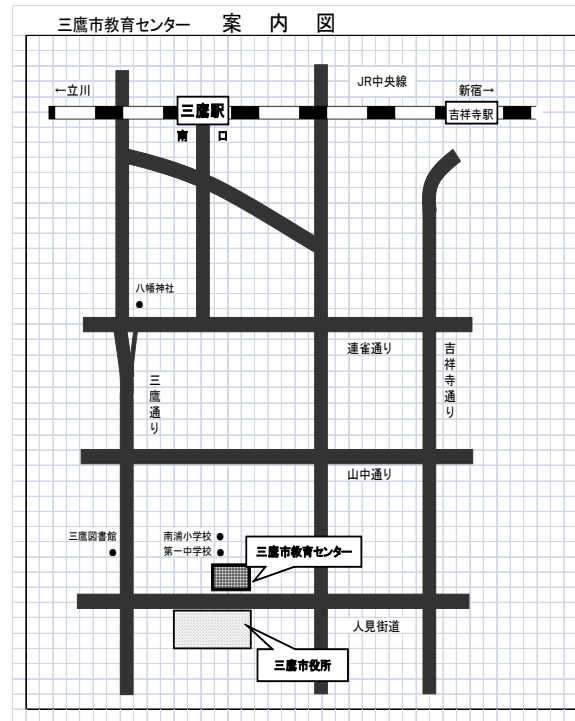 三鷹市教育センター 案 内 図
JR中央線
←立川
新宿→
三鷹駅
吉祥寺駅
南 口
八幡神社
連雀通り
吉祥寺通り
三鷹通り
山中通り
三鷹図書館
南浦小学校
第一中学校
三鷹市教育センター
人見街道
三鷹市役所